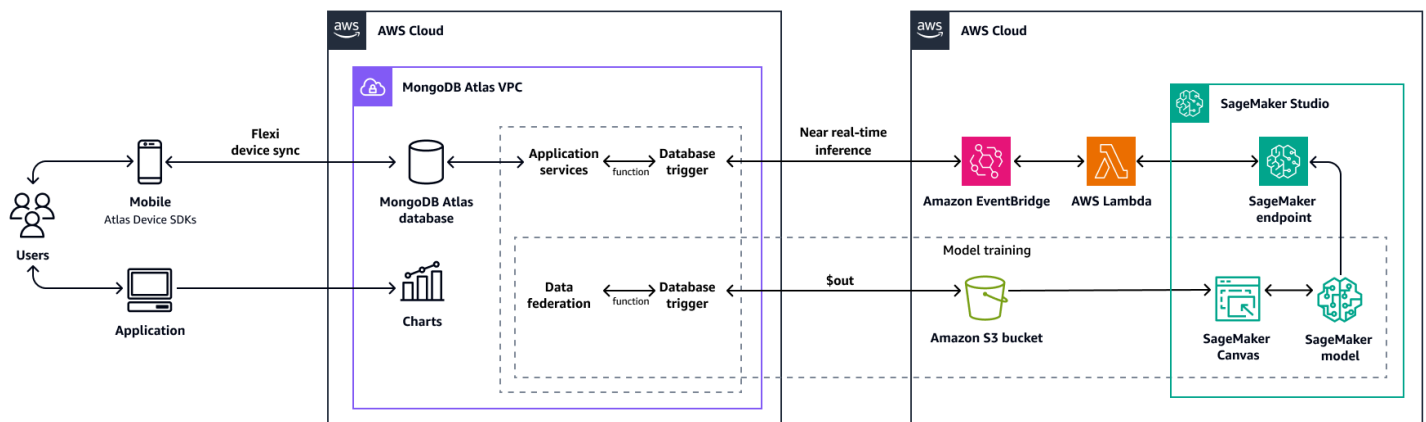 aws
AWS Cloud
aws
AWS Cloud
MongoDB Atlas VPC
SageMaker Studio
Flexi
device sync
Near real-time
inference
Application
services
function
Database
trigger
Mobile
Atlas Device SDKs
MongoDB Atlas
database
Amazon EventBridge
AWS Lambda
SageMaker
endpoint
Users
Model training
$out
Data
federation
function
Database
trigger
Application
Charts
Amazon S3 bucket
SageMaker
Canvas
SageMaker
model